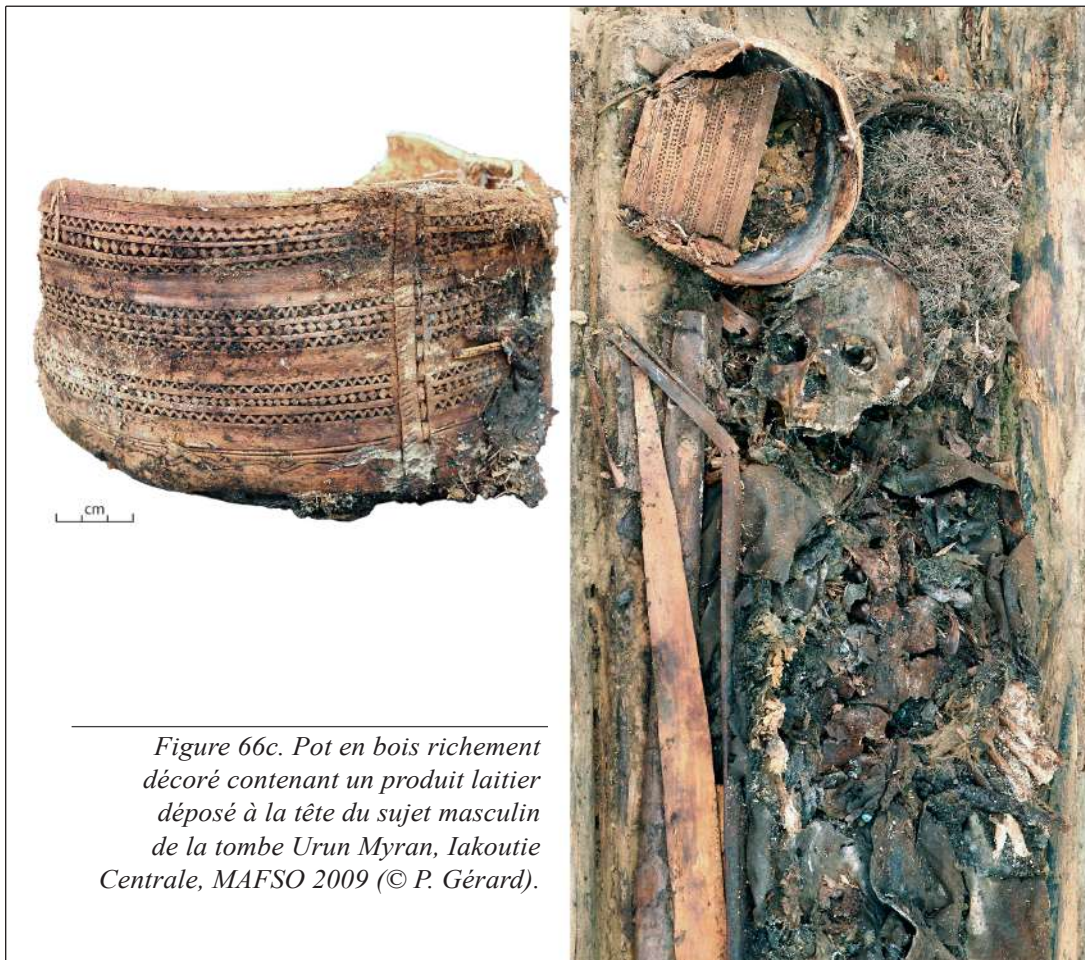 cm
Figure 66c. Pot en bois richement
décoré contenant un produit laitier
déposé à la tête du sujet masculin
de la tombe Urun Myran, Iakoutie
Centrale, MAFSO 2009 (© P. Gérard).